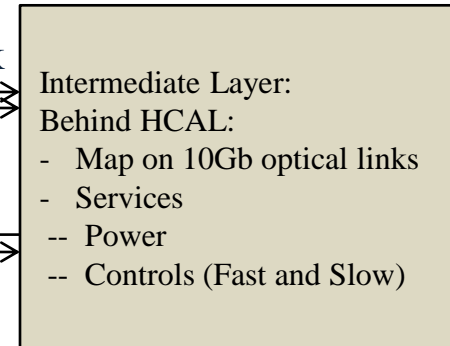 Intermediate Layer:
Behind HCAL:
- Map on 10Gb optical links
- Services
-- Power
-- Controls (Fast and Slow)